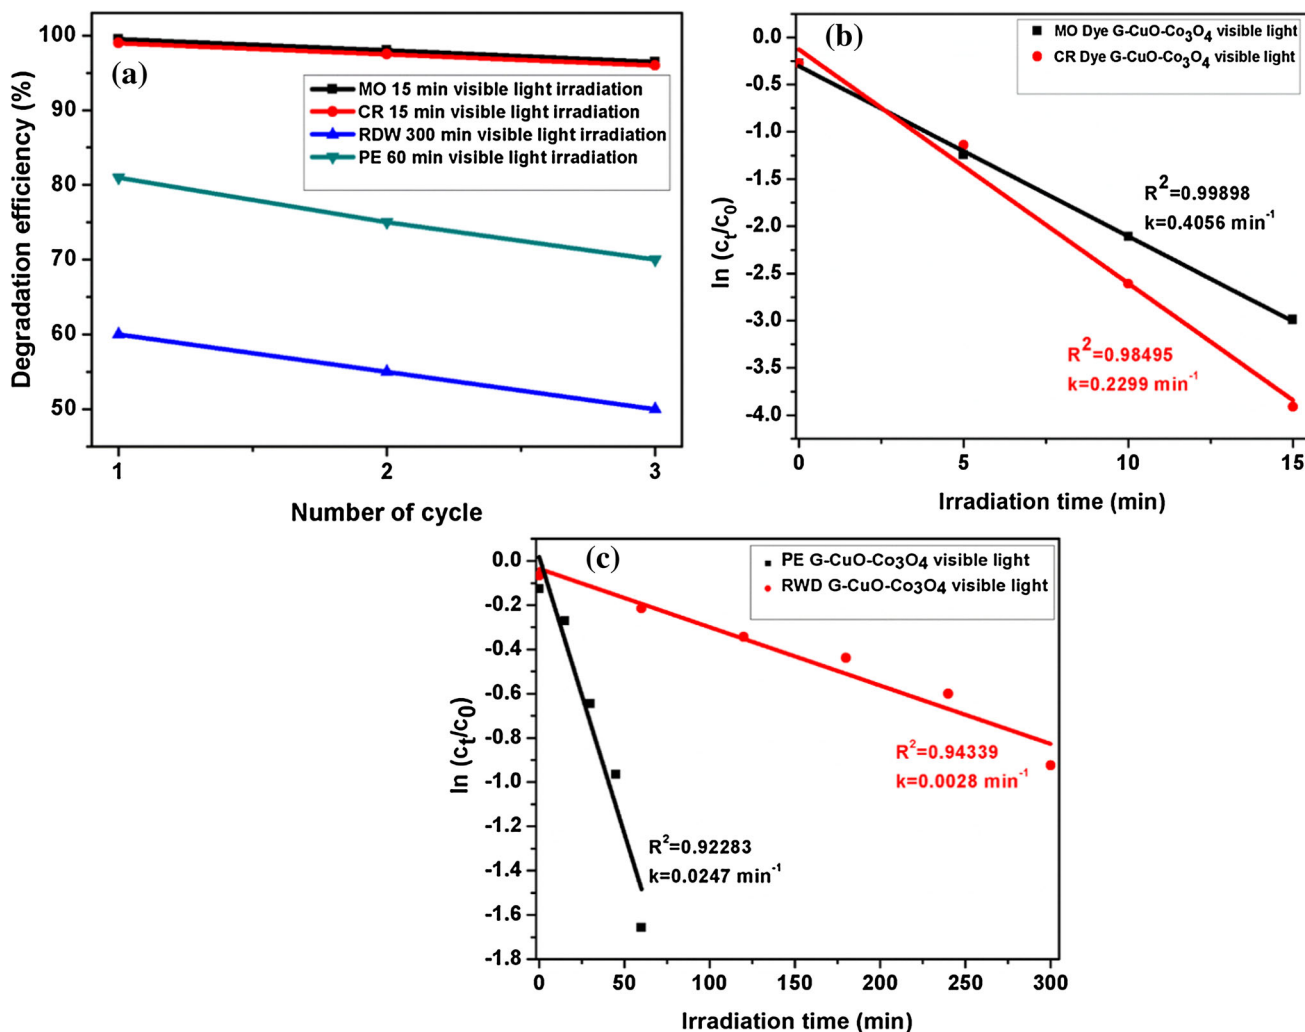 (a)
MO 15 min visible light irradiation
CR 15 min visible light irradiation
RDW 300 min visible light irradiation
PE 60 min visible light irradiation
Degradation efficiency (%)
100
90
80
70
60
50
1 2 3
Number of cycle
(b)
MO Dye G-CuO-Co3O4 visible light
CR Dye G-CuO-Co3O4 visible light
ln (ct/c0)
0.0
-0.5
-1.0
-1.5
-2.0
-2.5
-3.0
-3.5
-4.0
R2=0.99898
k=0.4056 min-1
R2=0.98495
k=0.2299 min-1
0 5 10 15
Irradiation time (min)
(c)
PE G-CuO-Co3O4 visible light
RWD G-CuO-Co3O4 visible light
ln (ct/c0)
0.0
-0.2
-0.4
-0.6
-0.8
-1.0
-1.2
-1.4
-1.6
-1.8
R2=0.94339
k=0.0028 min-1
R2=0.92283
k=0.0247 min-1
0 50 100 150 200 250 300
Irradiation time (min)